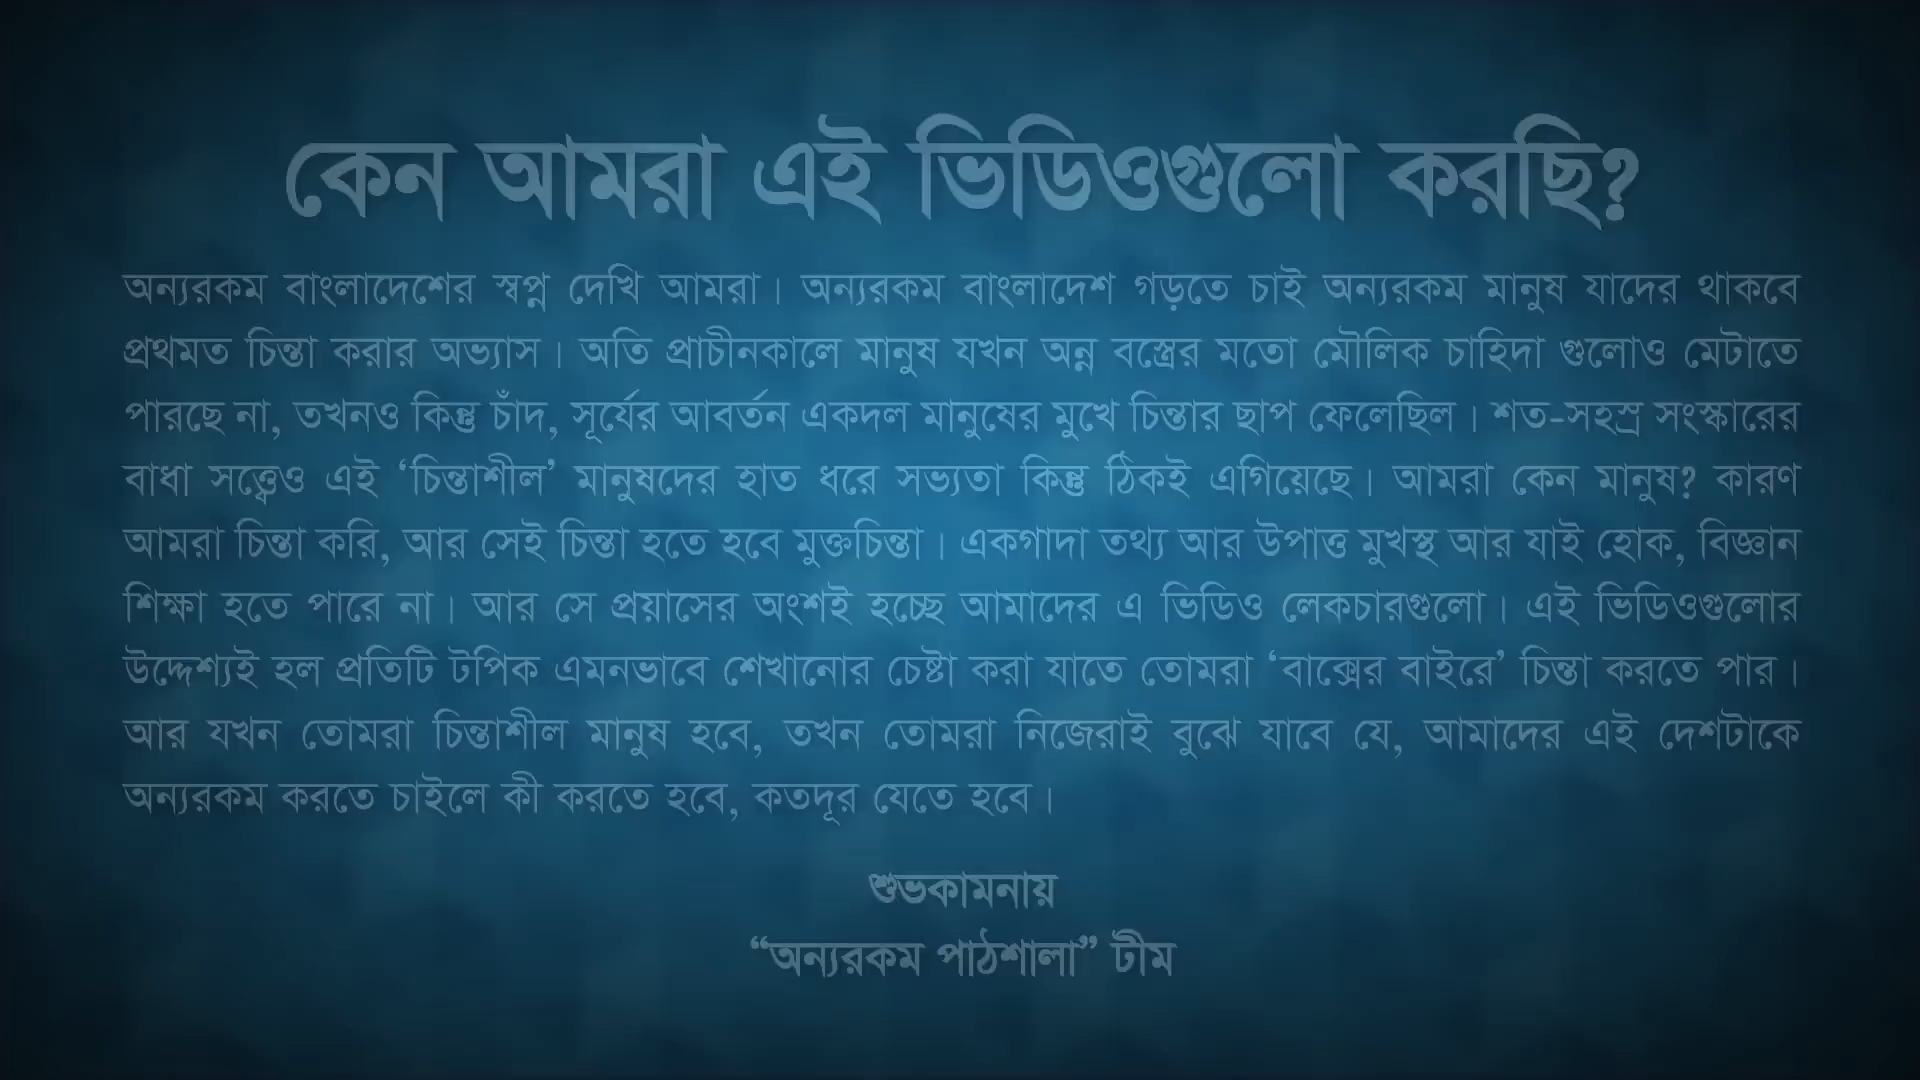 কেন আমরা এই ভিডিওগুলো করছি?
অন্যরকম বাংলাদেশের স্বপ্ন দেখি আমরা। অন্যরকম বাংলাদেশ গড়তে চাই অন্যরকম মানুষ যাদের থাকবে
প্রথমত চিন্তা করার অভ্যাস। অতি প্রাচীনকালে মানুষ যখন অন্ন বস্ত্রের মতো মৌলিক চাহিদা গুলোও মেটাতে
পারছে না, তখনও কিন্তু চাঁদ, সূর্যের আবর্তন একদল মানুষের মুখে চিন্তার ছাপ ফেলেছিল। শত-সহস্র সংস্কারের
বাধা সত্ত্বেও এই ‘চিন্তাশীল’ মানুষদের হাত ধরে সভ্যতা কিন্তু ঠিকই এগিয়েছে। আমরা কেন মানুষ? কারণ
আমরা চিন্তা করি, আর সেই চিন্তা হতে হবে মুক্তচিন্তা। একগাদা তথ্য আর উপাত্ত মুখস্থ আর যাই হোক, বিজ্ঞান
শিক্ষা হতে পারে না। আর সে প্রয়াসের অংশই হচ্ছে আমাদের এ ভিডিও লেকচারগুলো। এই ভিডিওগুলোর
উদ্দেশ্যই হল প্রতিটি টপিক এমনভাবে শেখানোর চেষ্টা করা যাতে তোমরা ‘বাক্সের বাইরে’ চিন্তা করতে পার।
আর যখন তোমরা চিন্তাশীল মানুষ হবে, তখন তোমরা নিজেরাই বুঝে যাবে যে, আমাদের এই দেশটাকে
অন্যরকম করতে চাইলে কী করতে হবে, কতদূর যেতে হবে।
শুভকামনায়
“অন্যরকম পাঠশালা” টীম